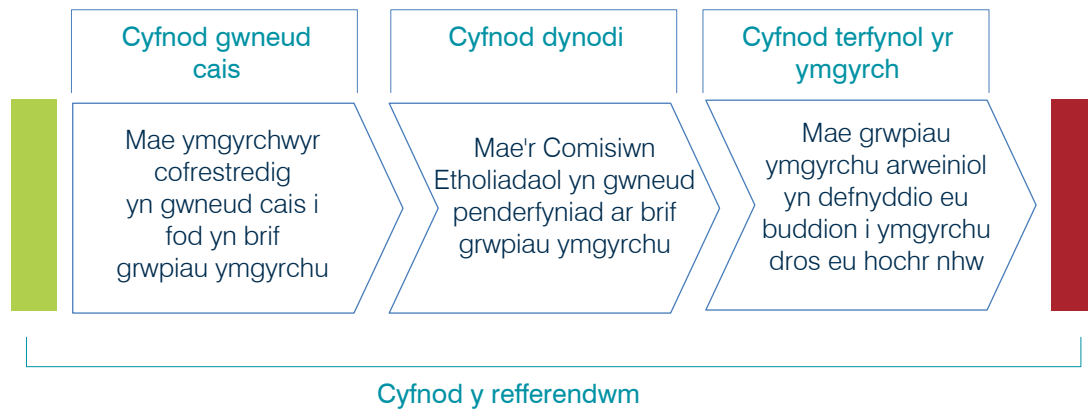 Cyfnod gwneud
cais
Mae ymgyrchwyr
cofrestredig
yn gwneud cais i
fod yn brif
grwpiau ymgyrchu
Cyfnod dynodi
Mae'r Comisiwn
Etholiadaol yn gwneud
penderfyniad ar brif
grwpiau ymgyrchu
Cyfnod terfynol yr
ymgyrch
Mae grwpiau
ymgyrchu arweiniol
yn defnyddio eu
buddion i ymgyrchu
dros eu hochr nhw
Cyfnod y refferendwm